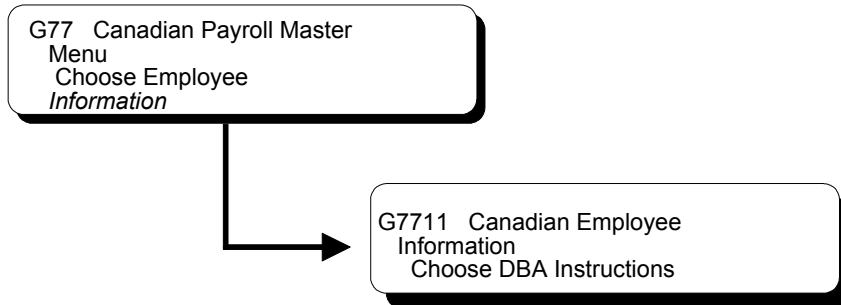 G77 Canadian Payroll Master
Menu
Choose Employee
Information
G7711 Canadian Employee
Information
Choose DBA Instructions